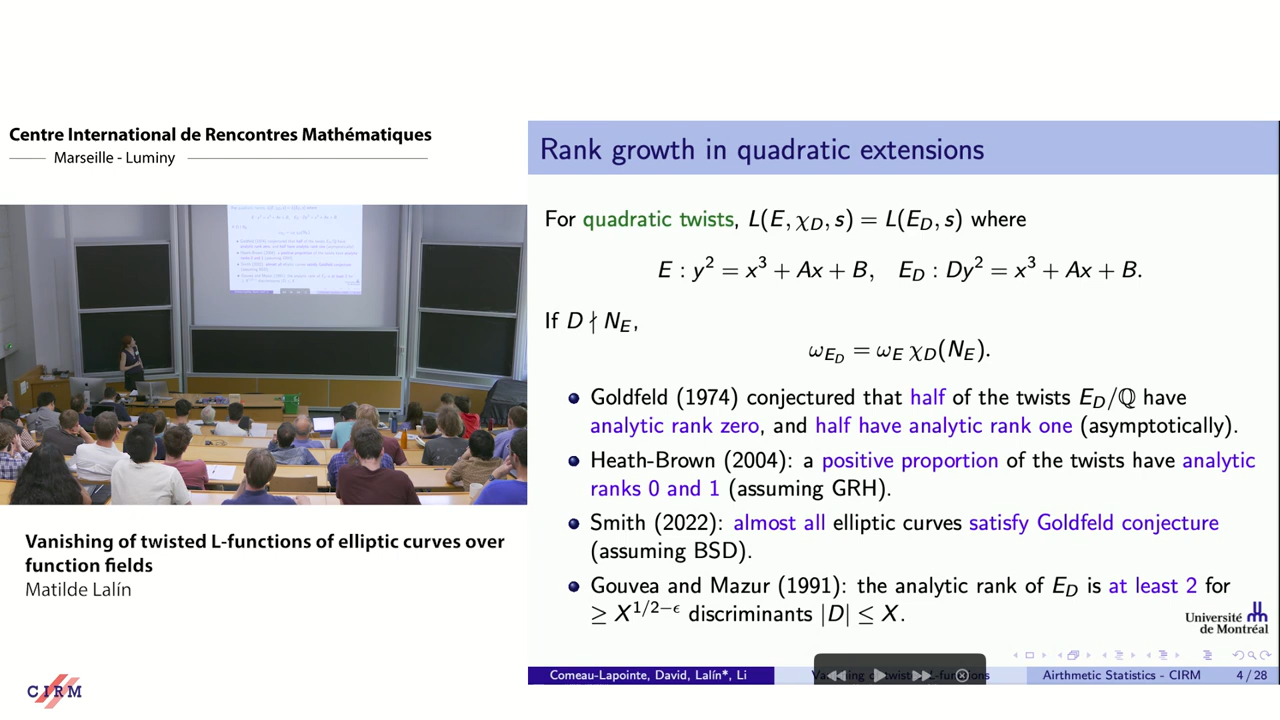 Centre International de Rencontres Mathématiques
Marseille - Luminy
Vanishing of twisted L-functions of elliptic curves over
function fields
Matilde Lalín
CIRM
Rank growth in quadratic extensions
For quadratic twists, L(E, χ_D, s) = L(E_D, s) where
E : y² = x³ + Ax + B, E_D : Dy² = x³ + Ax + B.
If D ∤ N_E,
ω_{E_D} = ω_E χ_D(N_E).
Goldfeld (1974) conjectured that half of the twists E_D/ℚ have
analytic rank zero, and half have analytic rank one (asymptotically).
Heath-Brown (2004): a positive proportion of the twists have analytic
ranks 0 and 1 (assuming GRH).
Smith (2022): almost all elliptic curves satisfy Goldfeld conjecture
(assuming BSD).
Gouvea and Mazur (1991): the analytic rank of E_D is at least 2 for
≥ X^{1/2−ϵ} discriminants |D| ≤ X.
Université
de Montréal
Comeau-Lapointe, David, Lalín*, Li
Airthmetic Statistics - CIRM
4 / 28